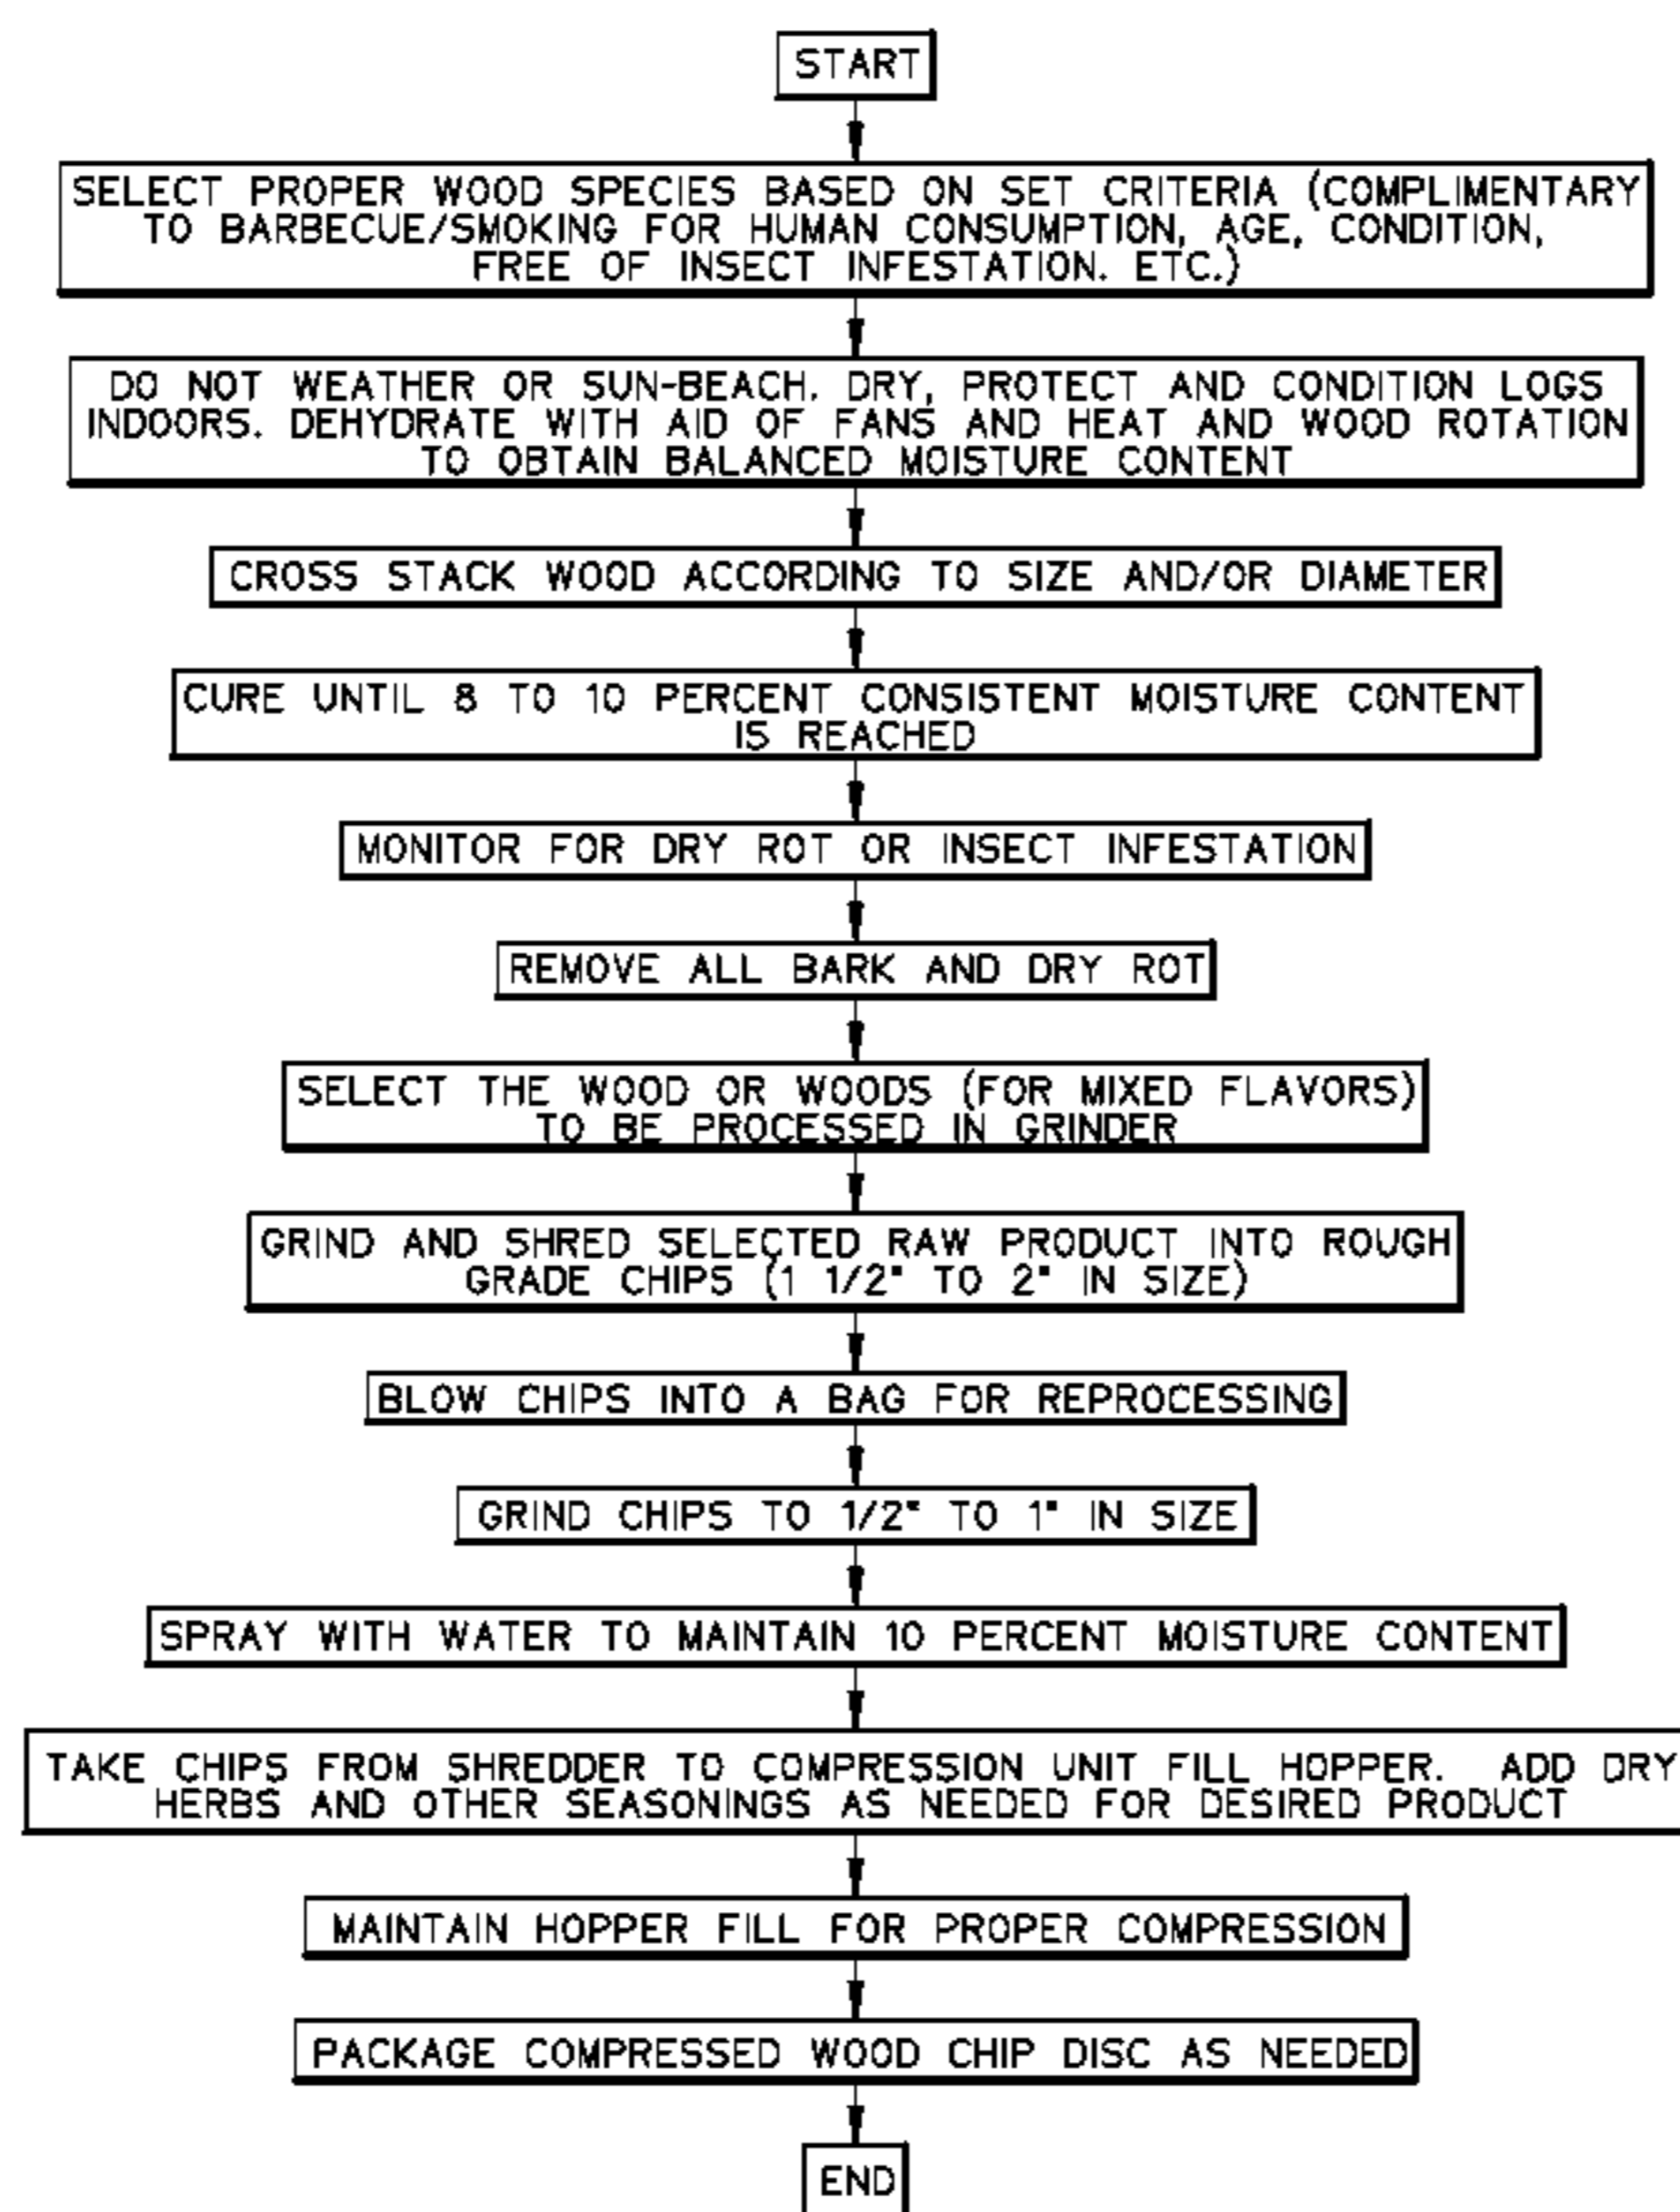 START
SELECT PROPER WOOD SPECIES BASED ON SET CRITERIA (COMPLIMENTARY
TO BARBECUE/SMOKING FOR HUMAN CONSUMPTION, AGE, CONDITION,
FREE OF INSECT INFESTATION. ETC.)
DO NOT WEATHER OR SUN-BEACH. DRY, PROTECT AND CONDITION LOGS
INDOORS. DEHYDRATE WITH AID OF FANS AND HEAT AND WOOD ROTATION
TO OBTAIN BALANCED MOISTURE CONTENT
CROSS STACK WOOD ACCORDING TO SIZE AND/OR DIAMETER
CURE UNTIL 8 TO 10 PERCENT CONSISTENT MOISTURE CONTENT
IS REACHED
MONITOR FOR DRY ROT OR INSECT INFESTATION
REMOVE ALL BARK AND DRY ROT
SELECT THE WOOD OR WOODS (FOR MIXED FLAVORS)
TO BE PROCESSED IN GRINDER
GRIND AND SHRED SELECTED RAW PRODUCT INTO ROUGH
GRADE CHIPS (1 1/2" TO 2" IN SIZE)
BLOW CHIPS INTO A BAG FOR REPROCESSING
GRIND CHIPS TO 1/2" TO 1" IN SIZE
SPRAY WITH WATER TO MAINTAIN 10 PERCENT MOISTURE CONTENT
TAKE CHIPS FROM SHREDDER TO COMPRESSION UNIT FILL HOPPER. ADD DRY
HERBS AND OTHER SEASONINGS AS NEEDED FOR DESIRED PRODUCT
MAINTAIN HOPPER FILL FOR PROPER COMPRESSION
PACKAGE COMPRESSED WOOD CHIP DISC AS NEEDED
END